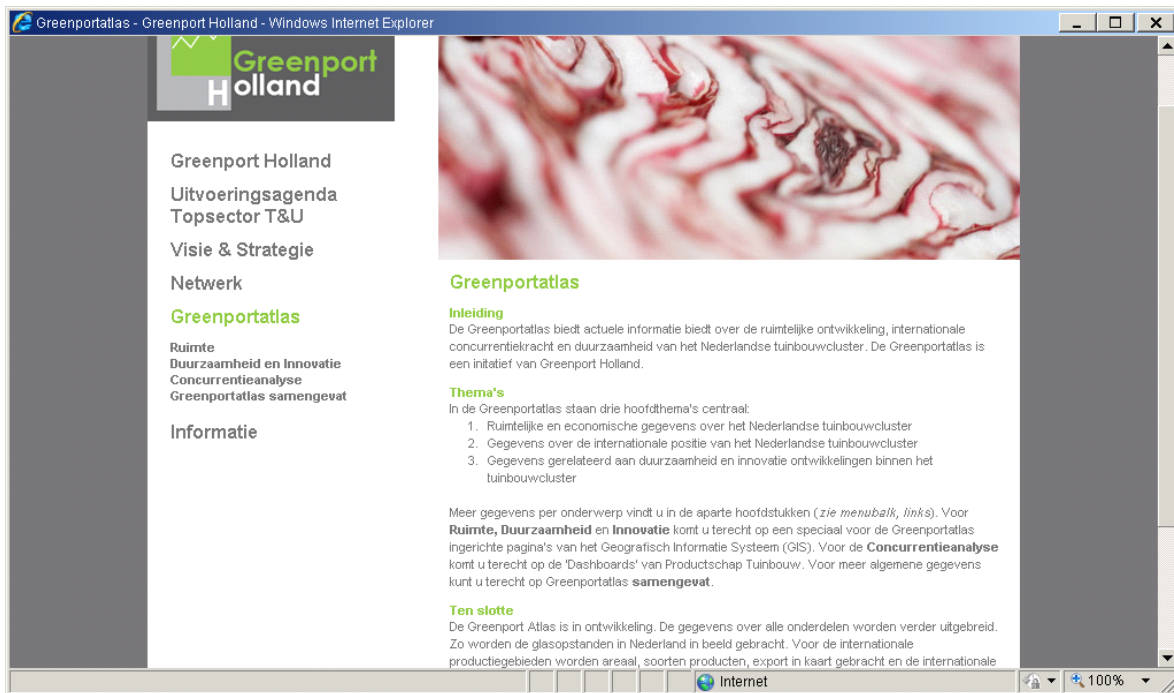 Greenportatlas - Greenport Holland - Windows Internet Explorer
Greenport
Holland
Greenport Holland
Uitvoeringsagenda
Topsector T&U
Visie & Strategie
Netwerk
Greenportatlas
Ruimte
Duurzaamheid en Innovatie
Concurrentieanalyse
Greenportatlas samengevat
Informatie
Greenportatlas
Inleiding
De Greenportatlas biedt actuele informatie biedt over de ruimtelijke ontwikkeling, internationale
concurrentiekracht en duurzaamheid van het Nederlandse tuinbouwcluster. De Greenportatlas is
een initatief van Greenport Holland.
Thema's
In de Greenportatlas staan drie hoofdthema's centraal:
1. Ruimtelijke en economische gegevens over het Nederlandse tuinbouwcluster
2. Gegevens over de internationale positie van het Nederlandse tuinbouwcluster
3. Gegevens gerelateerd aan duurzaamheid en innovatie ontwikkelingen binnen het
tuinbouwcluster
Meer gegevens per onderwerp vindt u in de aparte hoofdstukken (zie menubalk, links). Voor
Ruimte, Duurzaamheid en Innovatie komt u terecht op een speciaal voor de Greenportatlas
ingerichte pagina's van het Geografisch Informatie Systeem (GIS). Voor de Concurrentieanalyse
komt u terecht op de 'Dashboards' van Productschap Tuinbouw. Voor meer algemene gegevens
kunt u terecht op Greenportatlas samengevat.
Ten slotte
De Greenport Atlas is in ontwikkeling. De gegevens over alle onderdelen worden verder uitgebreid.
Zo worden de glasopstanden in Nederland in beeld gebracht. Voor de internationale
productiegebieden worden areaal, soorten producten, export in kaart gebracht en de internationale
Internet
100%